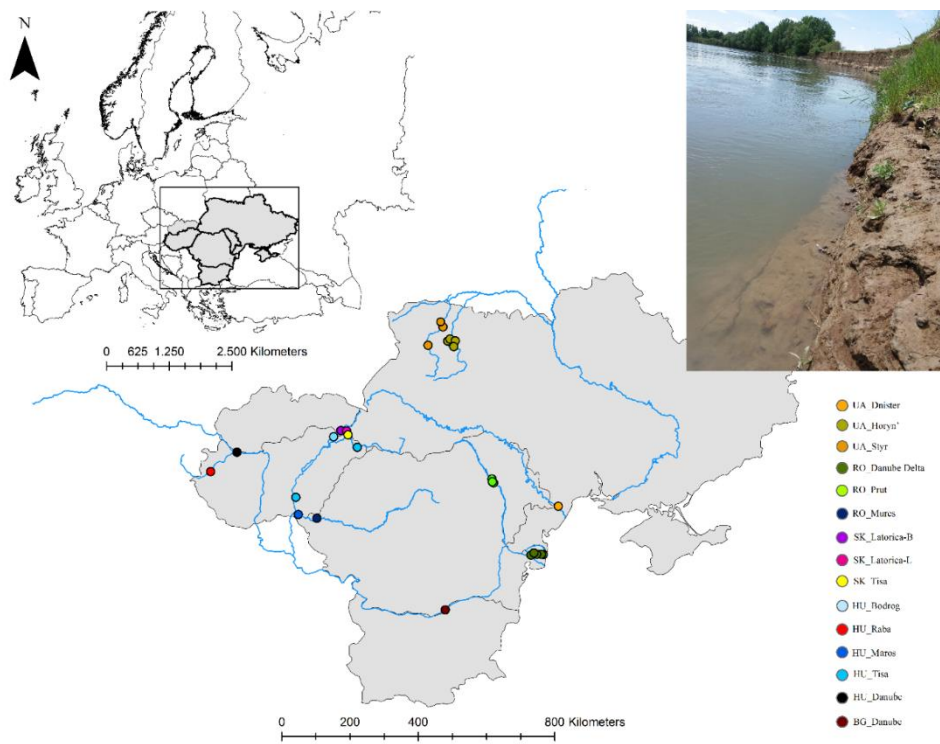 N
0 625 1.250 2.500 Kilometers
UA_Dnister
UA_Horyn'
UA_Styr
RO_Danube Delta
RO_Prut
RO_Mures
SK_Latorica-B
SK_Latorica-L
SK_Tisa
HU_Bodrog
HU_Raba
HU_Maros
HU_Tisa
HU_Danube
BG_Danube
0 200 400 800 Kilometers